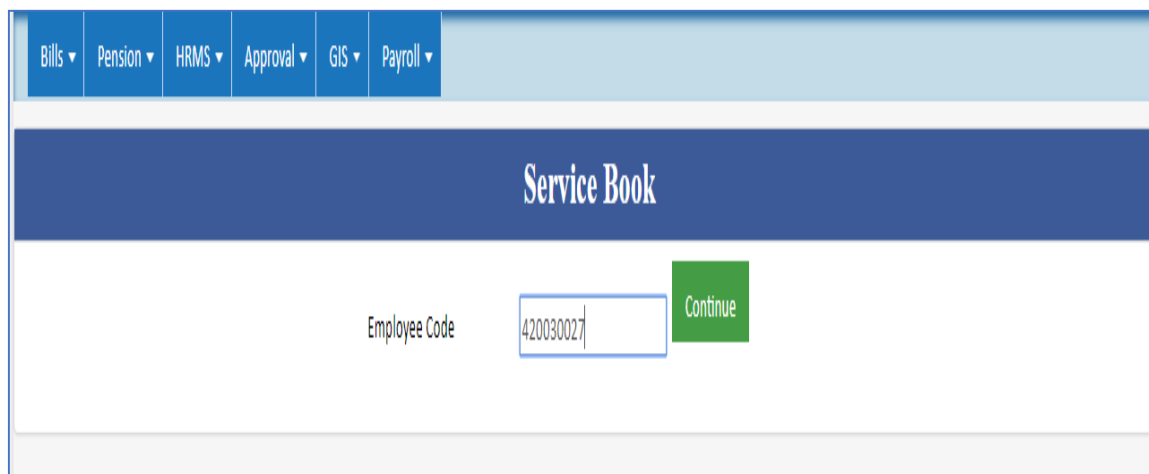 Bills ▾ Pension ▾ HRMS ▾ Approval ▾ GIS ▾ Payroll ▾
Service Book
Employee Code 420030027 Continue